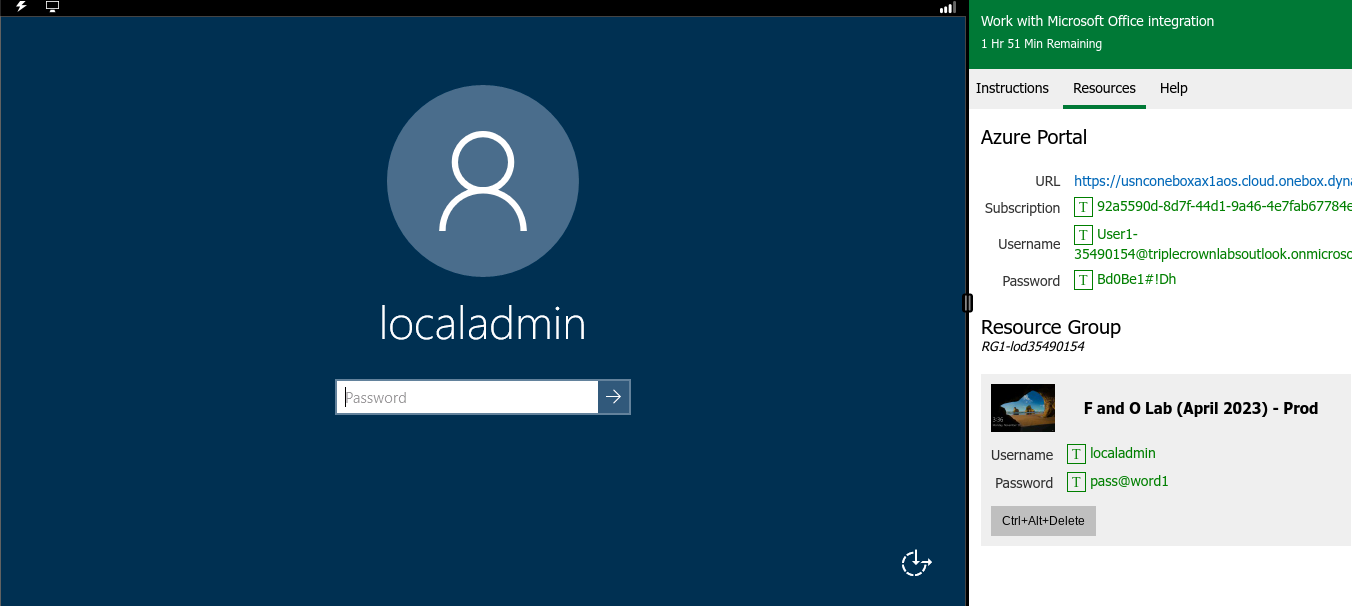 localadmin
Password
Work with Microsoft Office integration
1 Hr 51 Min Remaining
Instructions Resources Help
Azure Portal
URL https://usnconeboxax1aos.cloud.onebox.dyna
Subscription T 92a5590d-8d7f-44d1-9a46-4e7fab67784e
Username T User1-
35490154@triplecrownlabsoutlook.onmicroso
Password T Bd0Be1#!Dh
Resource Group
RG1-lod35490154
3:36
F and O Lab (April 2023) - Prod
Username T localadmin
Password T pass@word1
Ctrl+Alt+Delete